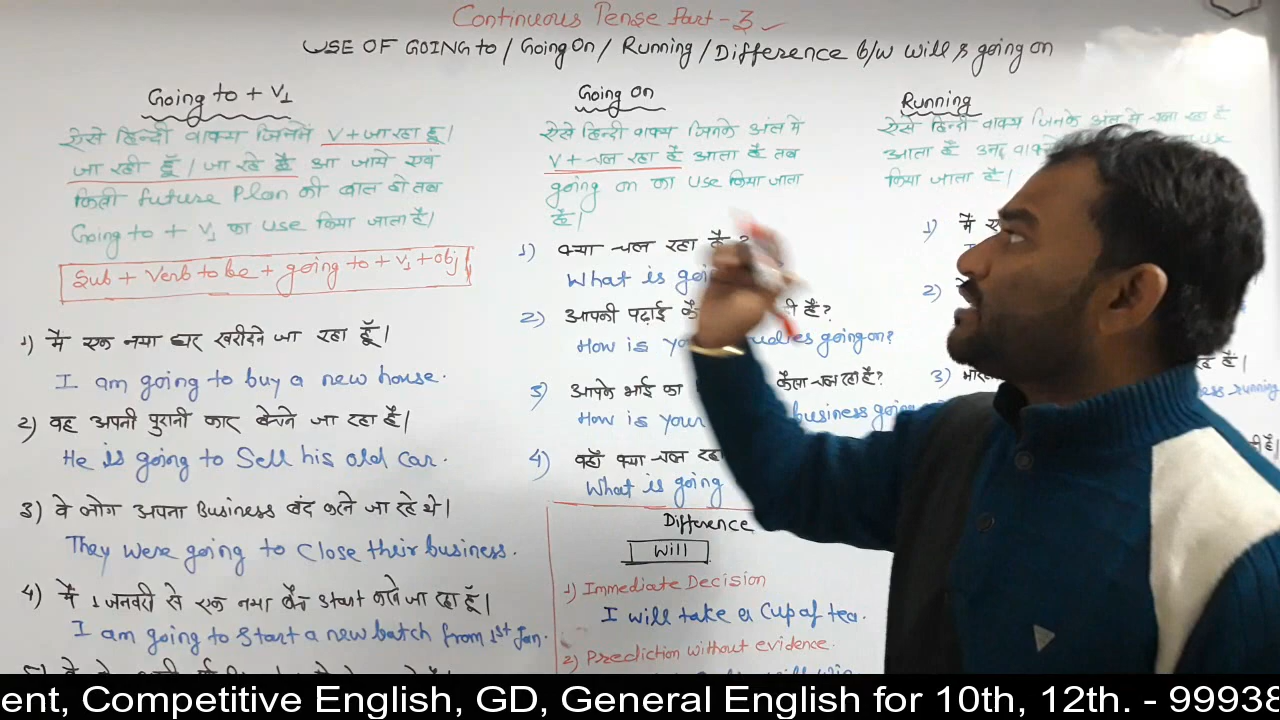 Continuous Tense Part-3
USE OF GOING to / Going On / Running / Difference b/w will & going on
Going to + V1
ऐसे हिन्दी वाक्य जिनमें V + जा रहा हूँ।
जा रही हूँ। जा रहे है आ जाये एवं
किसी future Plan की बात हो तब
Going to + V1 का use किया जाता है।
Sub + Verb to be + going to + V1 + obj
1) मैं एक नया घर खरीदने जा रहा हूँ।
I am going to buy a new house.
2) वह अपनी पुरानी कार बेचने जा रहा है।
He is going to Sell his old car.
3) वे लोग अपना Business बंद करने जा रहे थे।
They were going to close their business.
4) मैं 1 जनवरी से एक नया बैच Start करने जा रहा हूँ।
I am going to Start a new batch from 1st Jan.
Going on
ऐसे हिन्दी वाक्य जिनके अंत में
V + चल रहा है आता है तब
going on का use किया जाता
है।
1) क्या चल रहा है?
What is
2) आपकी पढ़ाई है?
How is going on?
3) आपके भाई का कैसा चल रहा है?
How is your business
4) वहाँ क्या चल रहा
What is going
Difference
Will
1) Immediate Decision
I will take a Cup of tea.
2) Prediction without evidence.
Running
ऐसे हिन्दी वाक्य जिनके अंत में चला रहा है
आता है उन use
किया जाता है।
1) मैं
2)
3) हैं।
business running
ent, Competitive English, GD, General English for 10th, 12th. - 99938